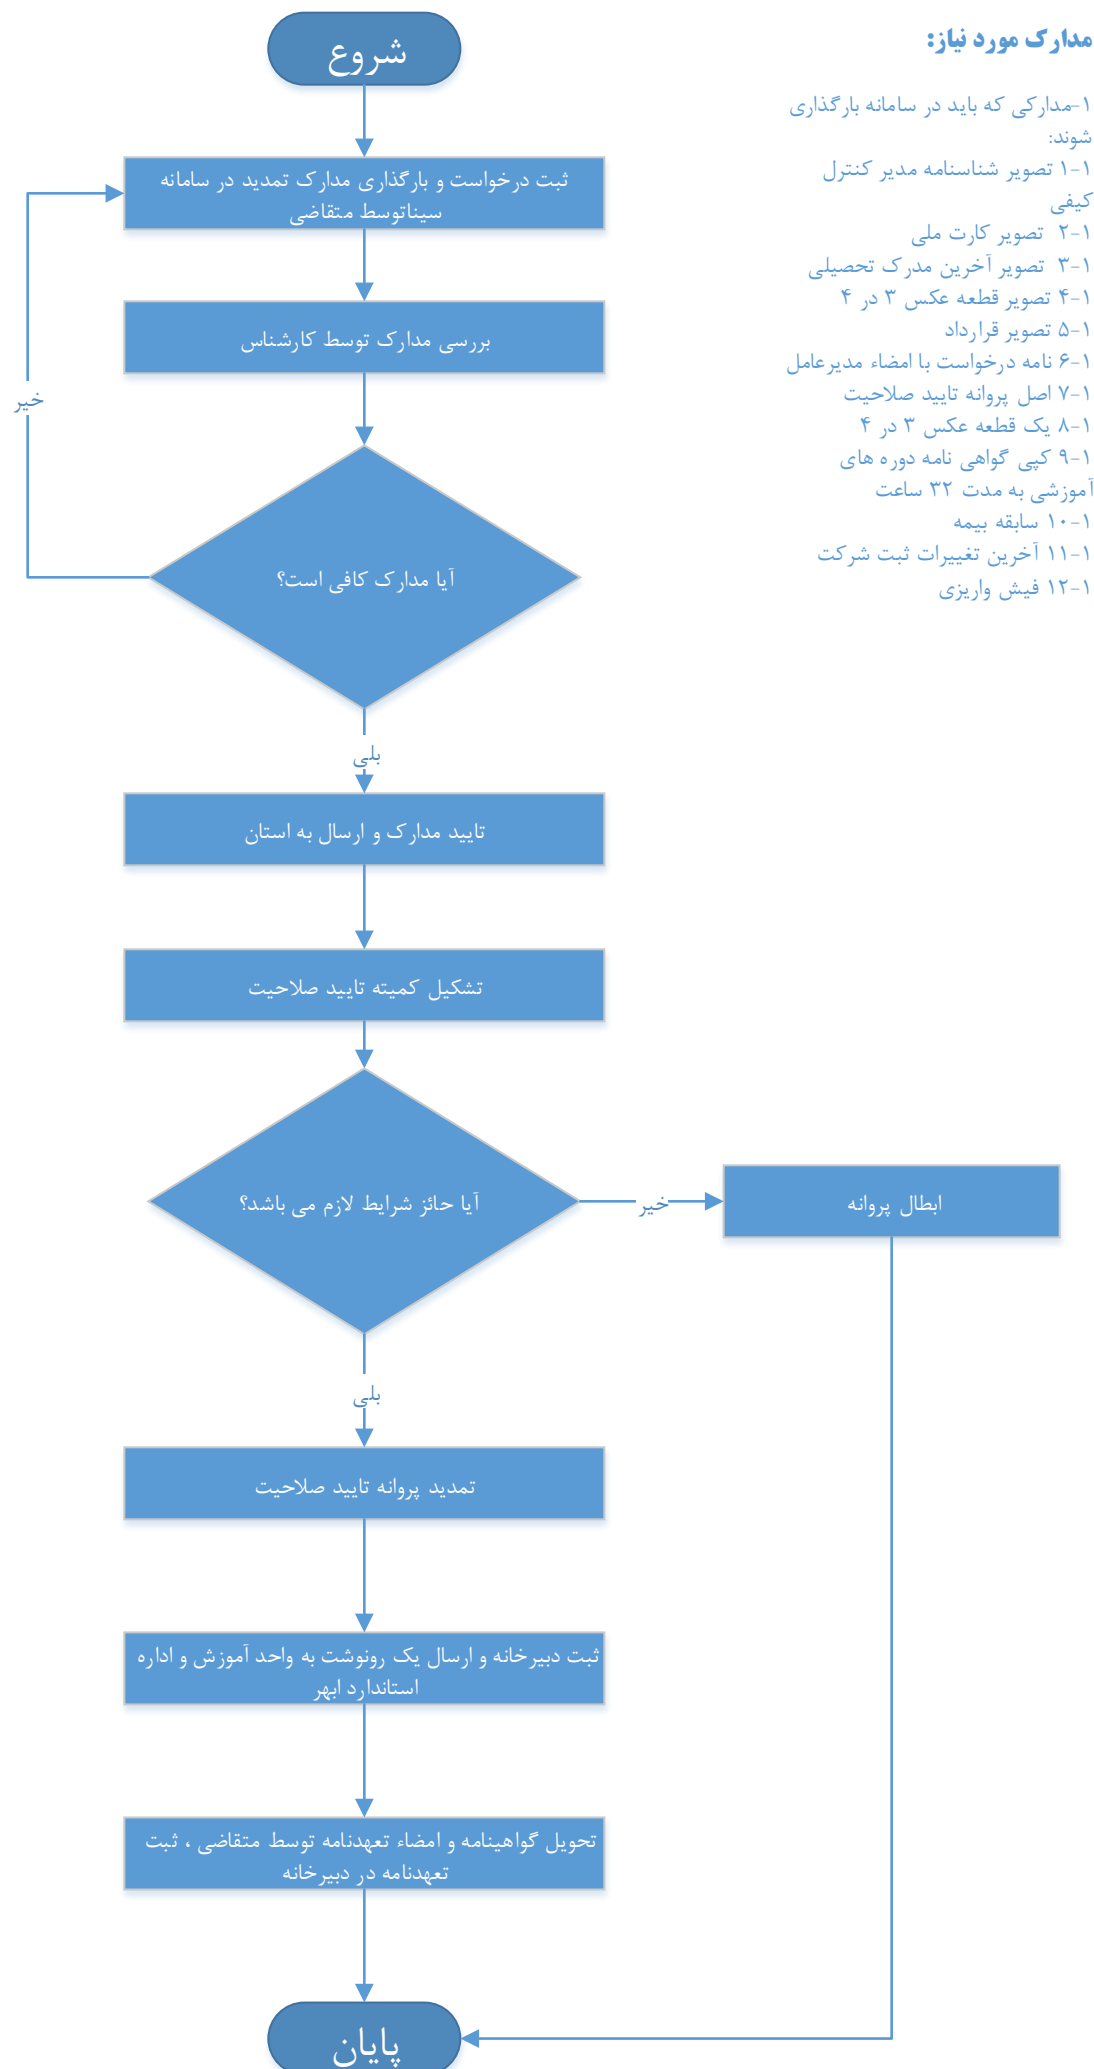 شروع
مدارک مورد نیاز:
۱-مدارکی که باید در سامانه بارگذاری
شوند:
۱-۱ تصویر شناسنامه مدیر کنترل
کیفی
۲-۱ تصویر کارت ملی
۳-۱ تصویر آخرین مدرک تحصیلی
۴-۱ تصویر قطعه عکس ۳ در ۴
۵-۱ تصویر قرارداد
۶-۱ نامه درخواست با امضاء مدیرعامل
۷-۱ اصل پروانه تایید صلاحیت
۸-۱ یک قطعه عکس ۳ در ۴
۹-۱ کپی گواهی نامه دوره های
آموزشی به مدت ۳۲ ساعت
۱۰-۱ سابقه بیمه
۱۱-۱ آخرین تغییرات ثبت شرکت
۱۲-۱ فیش واریزی
ثبت درخواست و بارگذاری مدارک تمدید در سامانه
سیناتوسط متقاضی
بررسی مدارک توسط کارشناس
خیر
آیا مدارک کافی است؟
بلی
تایید مدارک و ارسال به استان
تشکیل کمیته تایید صلاحیت
آیا حائز شرایط لازم می باشد؟
خیر
ابطال پروانه
بلی
تمدید پروانه تایید صلاحیت
ثبت دبیرخانه و ارسال یک رونوشت به واحد آموزش و اداره
استاندارد ابهر
تحویل گواهینامه و امضاء تعهدنامه توسط متقاضی ، ثبت
تعهدنامه در دبیرخانه
پایان